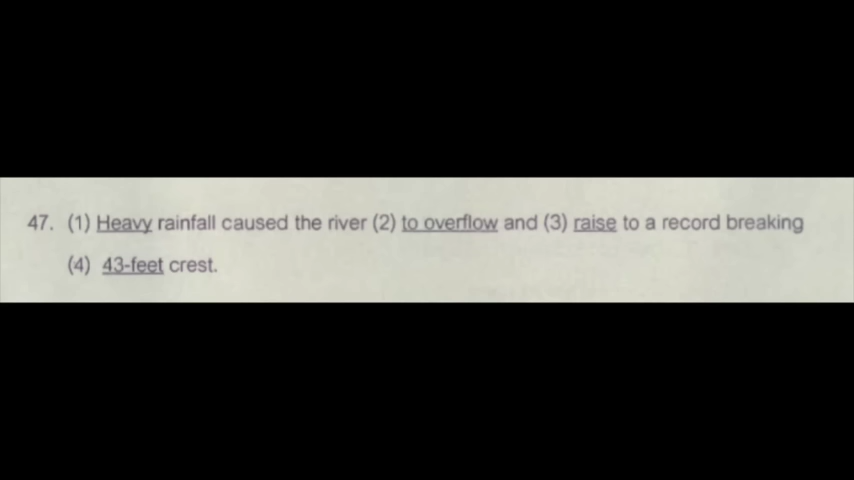 47. (1) Heavy rainfall caused the river (2) to overflow and (3) raise to a record breaking
(4) 43-feet crest.